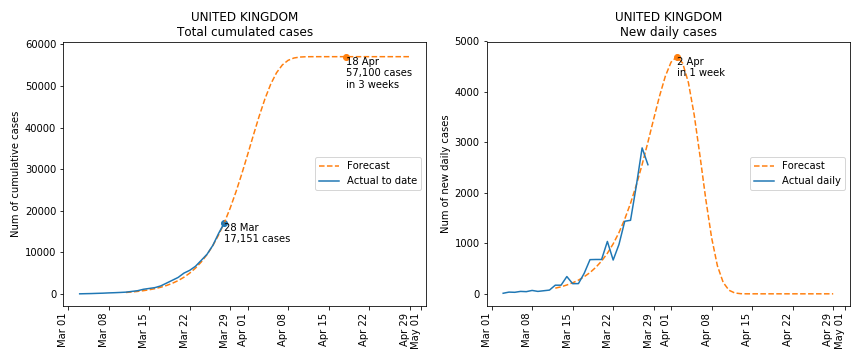 UNITED KINGDOM
Total cumulated cases
Num of cumulative cases
60000
50000
40000
30000
20000
10000
0
18 Apr
57,100 cases
in 3 weeks
Forecast
Actual to date
28 Mar
17,151 cases
Mar 01
Mar 08
Mar 15
Mar 22
Mar 29
Apr 01
Apr 08
Apr 15
Apr 22
Apr 29
May 01
UNITED KINGDOM
New daily cases
Num of new daily cases
5000
4000
3000
2000
1000
0
2 Apr
in 1 week
Forecast
Actual daily
Mar 01
Mar 08
Mar 15
Mar 22
Mar 29
Apr 01
Apr 08
Apr 15
Apr 22
Apr 29
May 01